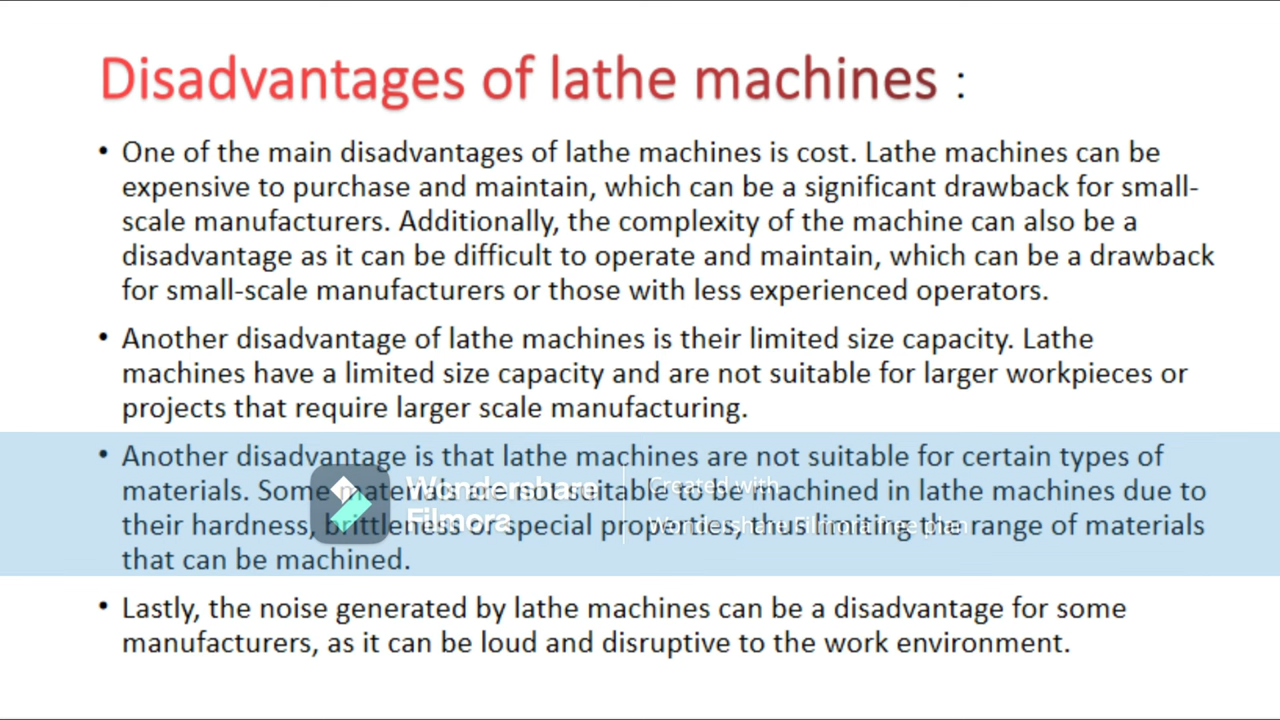 Disadvantages of lathe machines :
• One of the main disadvantages of lathe machines is cost. Lathe machines can be
expensive to purchase and maintain, which can be a significant drawback for small-
scale manufacturers. Additionally, the complexity of the machine can also be a
disadvantage as it can be difficult to operate and maintain, which can be a drawback
for small-scale manufacturers or those with less experienced operators.
• Another disadvantage of lathe machines is their limited size capacity. Lathe
machines have a limited size capacity and are not suitable for larger workpieces or
projects that require larger scale manufacturing.
• Another disadvantage is that lathe machines are not suitable for certain types of
materials. Some materials are not suitable to be machined in lathe machines due to
their hardness, brittleness or special properties, thus limiting the range of materials
that can be machined.
Wondershare
Filmora
Created with
Wondershare Filmora free plan
• Lastly, the noise generated by lathe machines can be a disadvantage for some
manufacturers, as it can be loud and disruptive to the work environment.